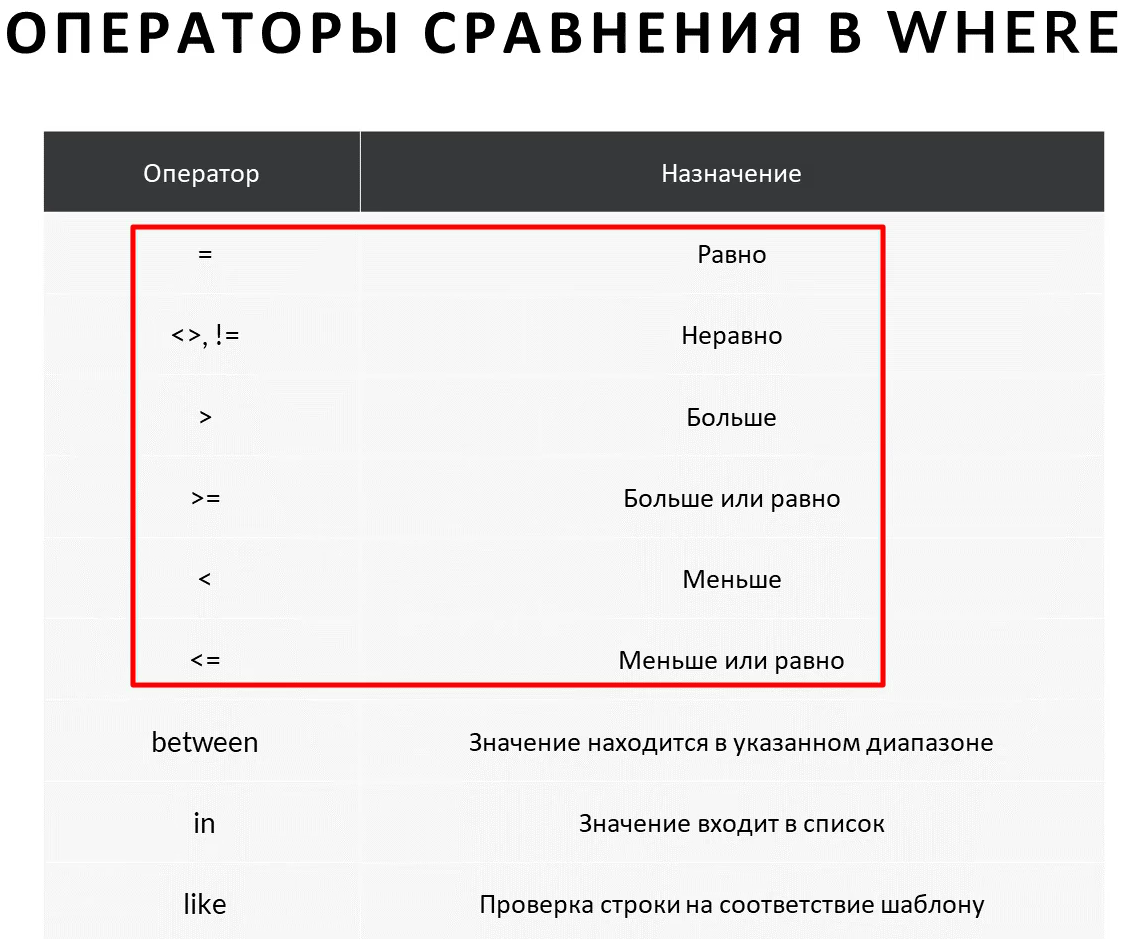 ОПЕРАТОРЫ СРАВНЕНИЯ В WHERE
Оператор Назначение
= Равно
<>, != Неравно
> Больше
>= Больше или равно
< Меньше
<= Меньше или равно
between Значение находится в указанном диапазоне
in Значение входит в список
like Проверка строки на соответствие шаблону